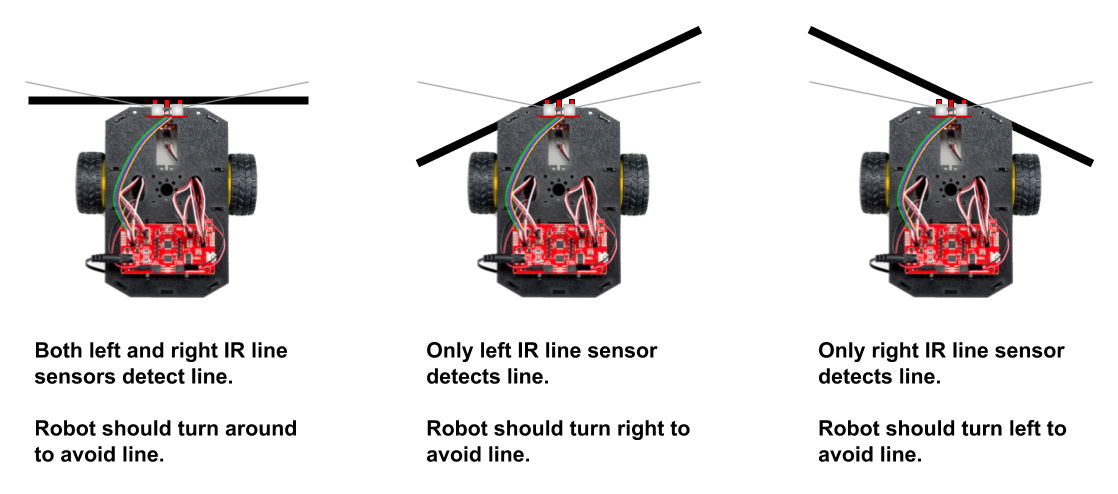 Both left and right IR line
sensors detect line.
Robot should turn around
to avoid line.
Only left IR line sensor
detects line.
Robot should turn right to
avoid line.
Only right IR line sensor
detects line.
Robot should turn left to
avoid line.